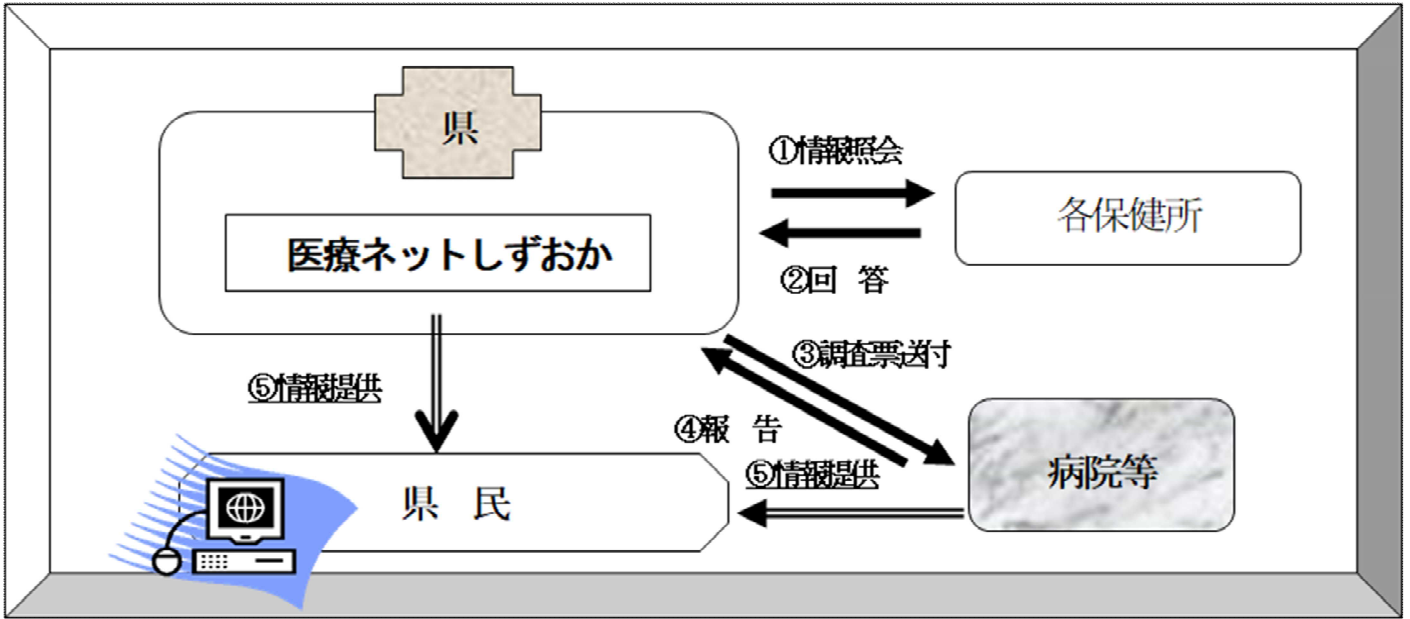 県
医療ネットしずおか
①情報照会
各保健所
②回　答
③調査票送付
⑤情報提供
④報　告
⑤情報提供
病院等
県　民